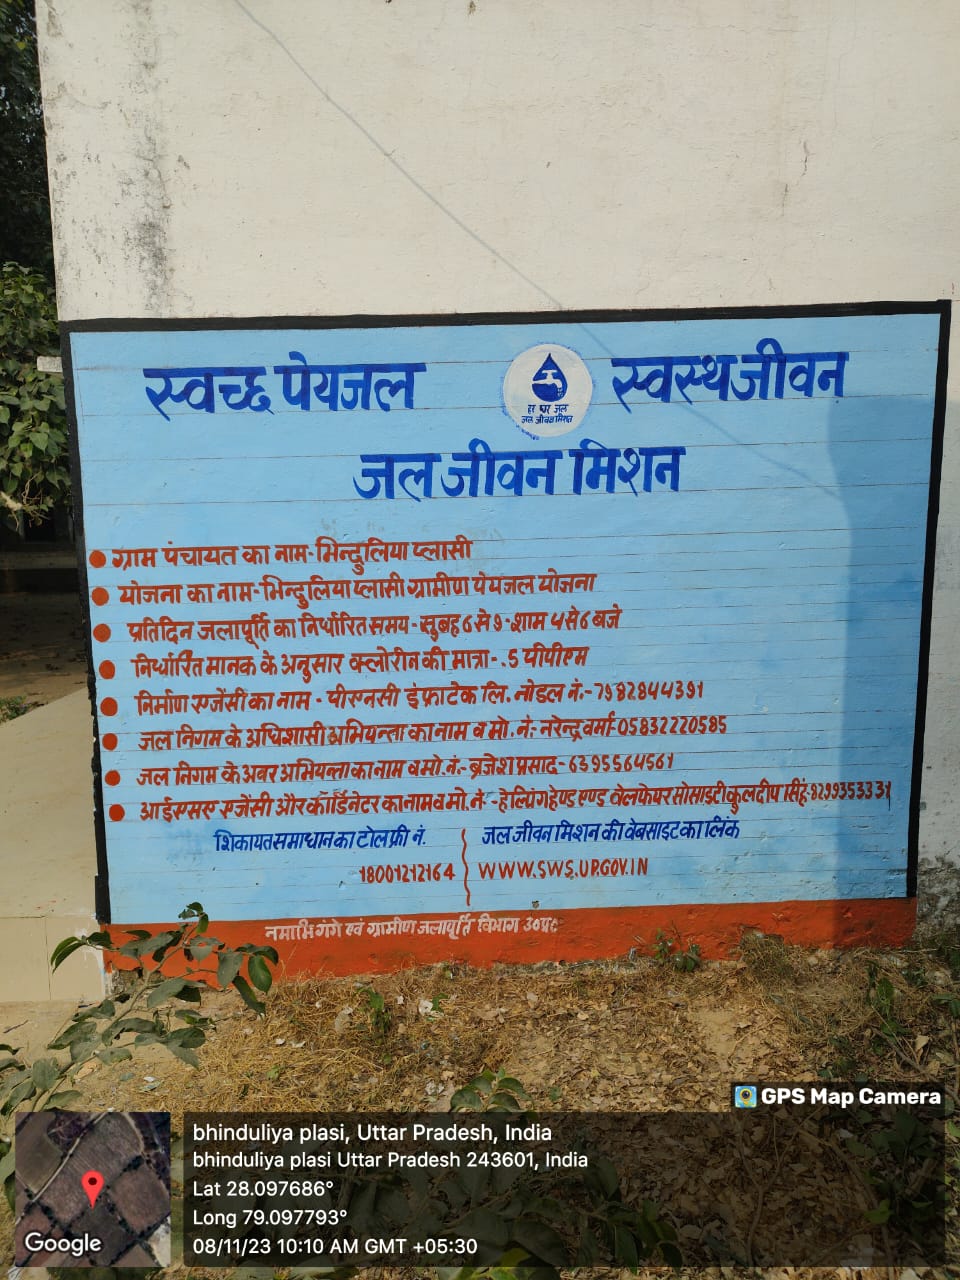 स्वच्छ पेयजल
हर घर जल
जल जीवन मिशन
स्वस्थ जीवन
जल जीवन मिशन
ग्राम पंचायत का नाम- भिन्दुलिया प्लासी
योजना का नाम- भिन्दुलिया प्लासी ग्रामीण पेयजल योजना
प्रतिदिन जलापूर्ति का निर्धारित समय - सुबह 6 से 9 - शाम 4 से 6 बजे
निर्धारित मानक के अनुसार क्लोरीन की मात्रा - .5 पीपीएम
निर्माण एजेंसी का नाम - पीएनसी इंफ्राटेक लि. नोडल नं.- 7982844391
जल निगम के अधिशासी अभियन्ता का नाम व मो. नं.- नरेन्द्र वर्मा- 05832220585
जल निगम के अवर अभियन्ता का नाम व मो. नं.- ब्रजेश प्रसाद- 6395564561
आईएसए एजेंसी और कॉर्डिनेटर का नाम व मो. नं - हेल्पिंग हेण्ड एण्ड वेलफेयर सोसाइटी कुलदीप सिंह- 8299353331
शिकायत समाधान का टोल फ्री नं.
18001212164
जल जीवन मिशन की वेबसाइट का लिंक
WWW.SWS.UP.GOV.IN
नमामि गंगे एवं ग्रामीण जलापूर्ति विभाग उ०प्र०
GPS Map Camera
bhinduliya plasi, Uttar Pradesh, India
bhinduliya plasi Uttar Pradesh 243601, India
Lat 28.097686°
Long 79.097793°
08/11/23 10:10 AM GMT +05:30
Google